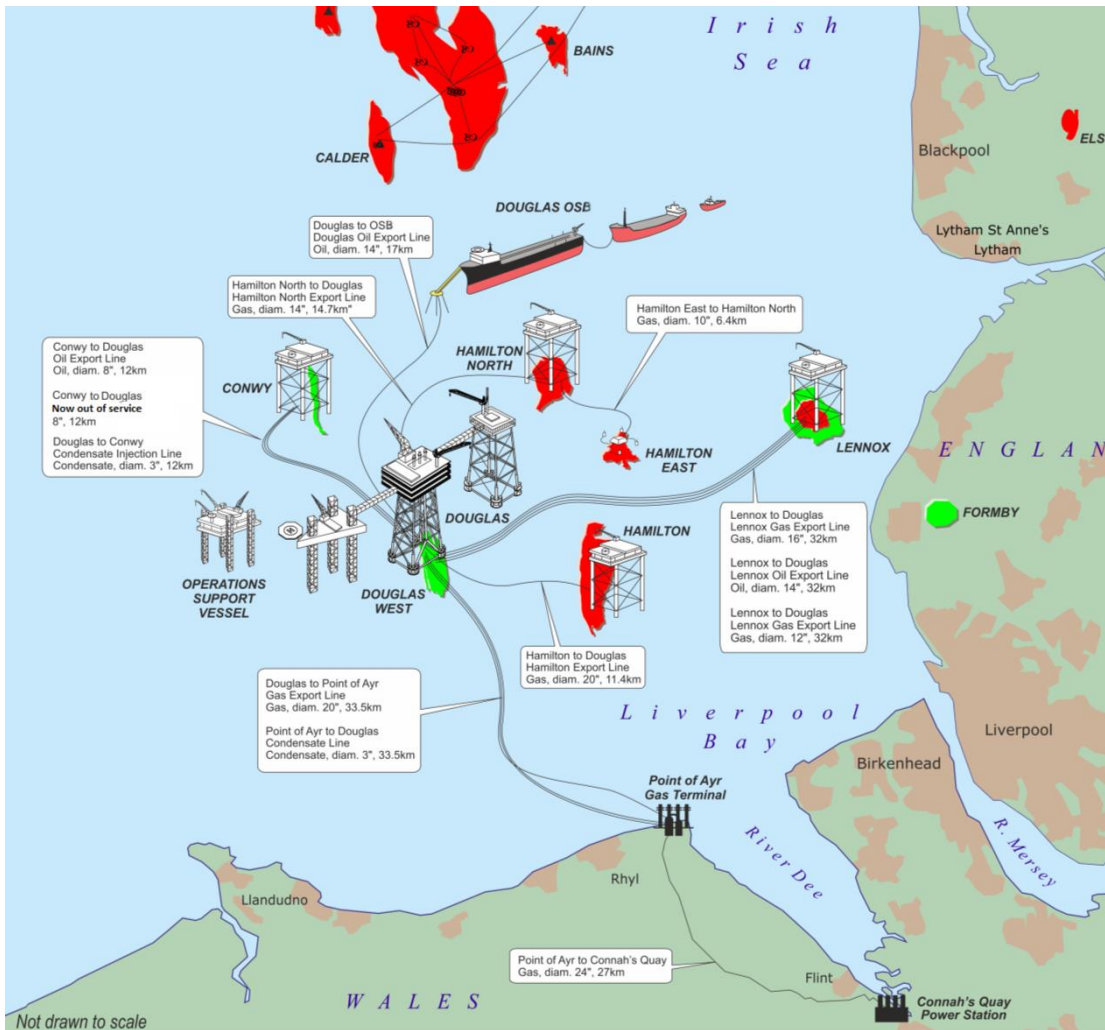 Irish
Sea
BAINS
CALDER
Blackpool
ELS
DOUGLAS OSB
Lytham St Anne's
Lytham
Douglas to OSB
Douglas Oil Export Line
Oil, diam. 14", 17km
Hamilton North to Douglas
Hamilton North Export Line
Gas, diam. 14", 14.7km"
Hamilton East to Hamilton North
Gas, diam. 10", 6.4km
Conwy to Douglas
Oil Export Line
Oil, diam. 8", 12km
Conwy to Douglas
Now out of service
8", 12km
Douglas to Conwy
Condensate Injection Line
Condensate, diam. 3", 12km
CONWY
HAMILTON
NORTH
HAMILTON
EAST
LENNOX
ENGLAN
FORMBY
DOUGLAS
HAMILTON
OPERATIONS
SUPPORT
VESSEL
DOUGLAS
WEST
Lennox to Douglas
Lennox Gas Export Line
Gas, diam. 16", 32km
Lennox to Douglas
Lennox Oil Export Line
Oil, diam. 14", 32km
Lennox to Douglas
Lennox Gas Export Line
Gas, diam. 12", 32km
Hamilton to Douglas
Hamilton Export Line
Gas, diam. 20", 11.4km
Douglas to Point of Ayr
Gas Export Line
Gas, diam. 20", 33.5km
Point of Ayr to Douglas
Condensate Line
Condensate, diam. 3", 33.5km
Liverpool
Bay
Liverpool
Birkenhead
Point of Ayr
Gas Terminal
River Dee
R. Mersey
Rhyl
Llandudno
Point of Ayr to Connah's Quay
Gas, diam. 24", 27km
Flint
WALES
Connah's Quay
Power Station
Not drawn to scale